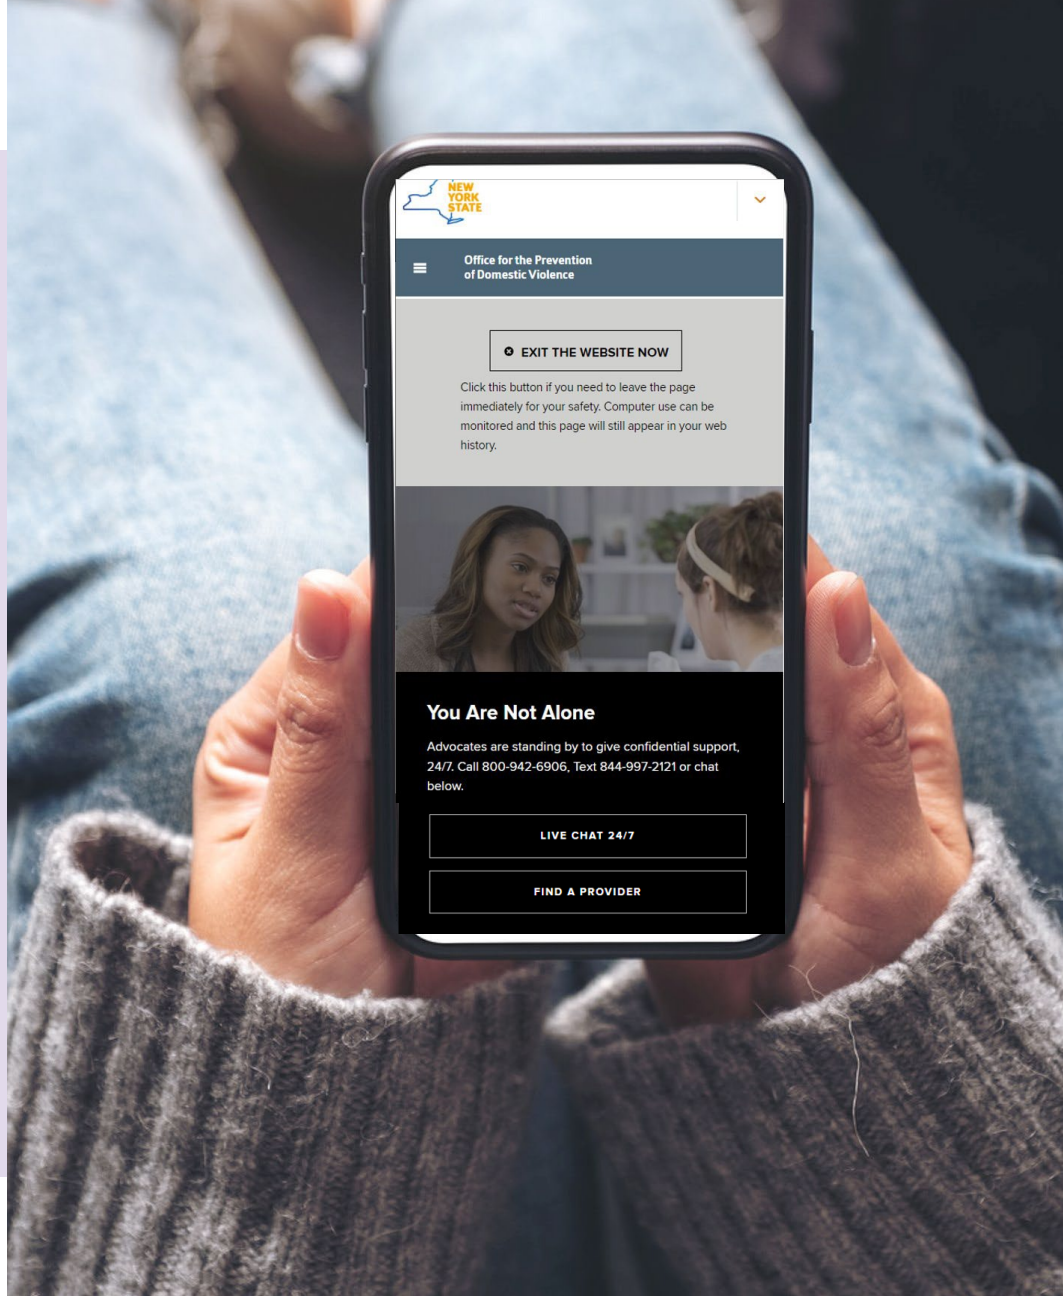 NEW
YORK
STATE
Office for the Prevention
of Domestic Violence
EXIT THE WEBSITE NOW
Click this button if you need to leave the page
immediately for your safety. Computer use can be
monitored and this page will still appear in your web
history.
You Are Not Alone
Advocates are standing by to give confidential support,
24/7. Call 800-942-6906, Text 844-997-2121 or chat
below.
LIVE CHAT 24/7
FIND A PROVIDER